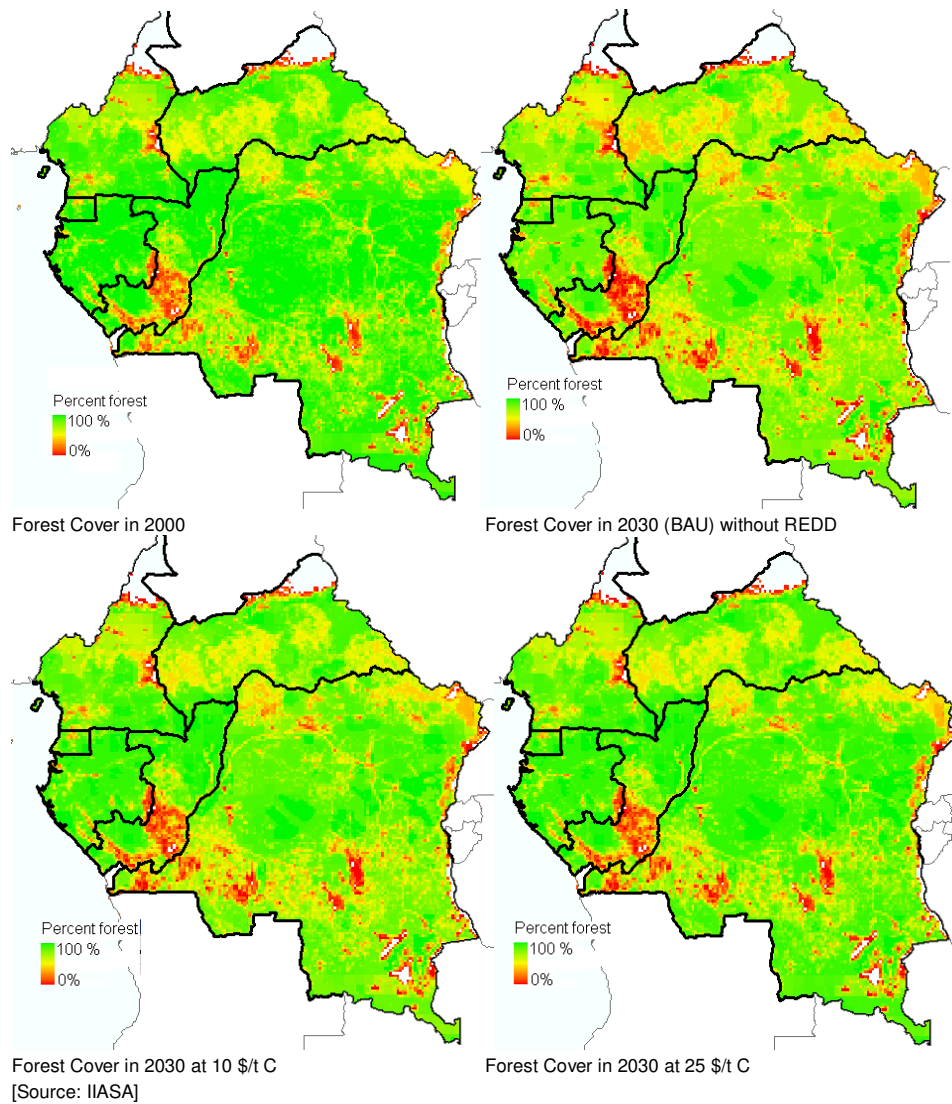 Percent forest
100 %
0%
Percent forest
100 %
0%
Forest Cover in 2000
Forest Cover in 2030 (BAU) without REDD
Percent forest
100 %
0%
Percent forest
100 %
0%
Forest Cover in 2030 at 10 $/t C
Forest Cover in 2030 at 25 $/t C
[Source: IIASA]